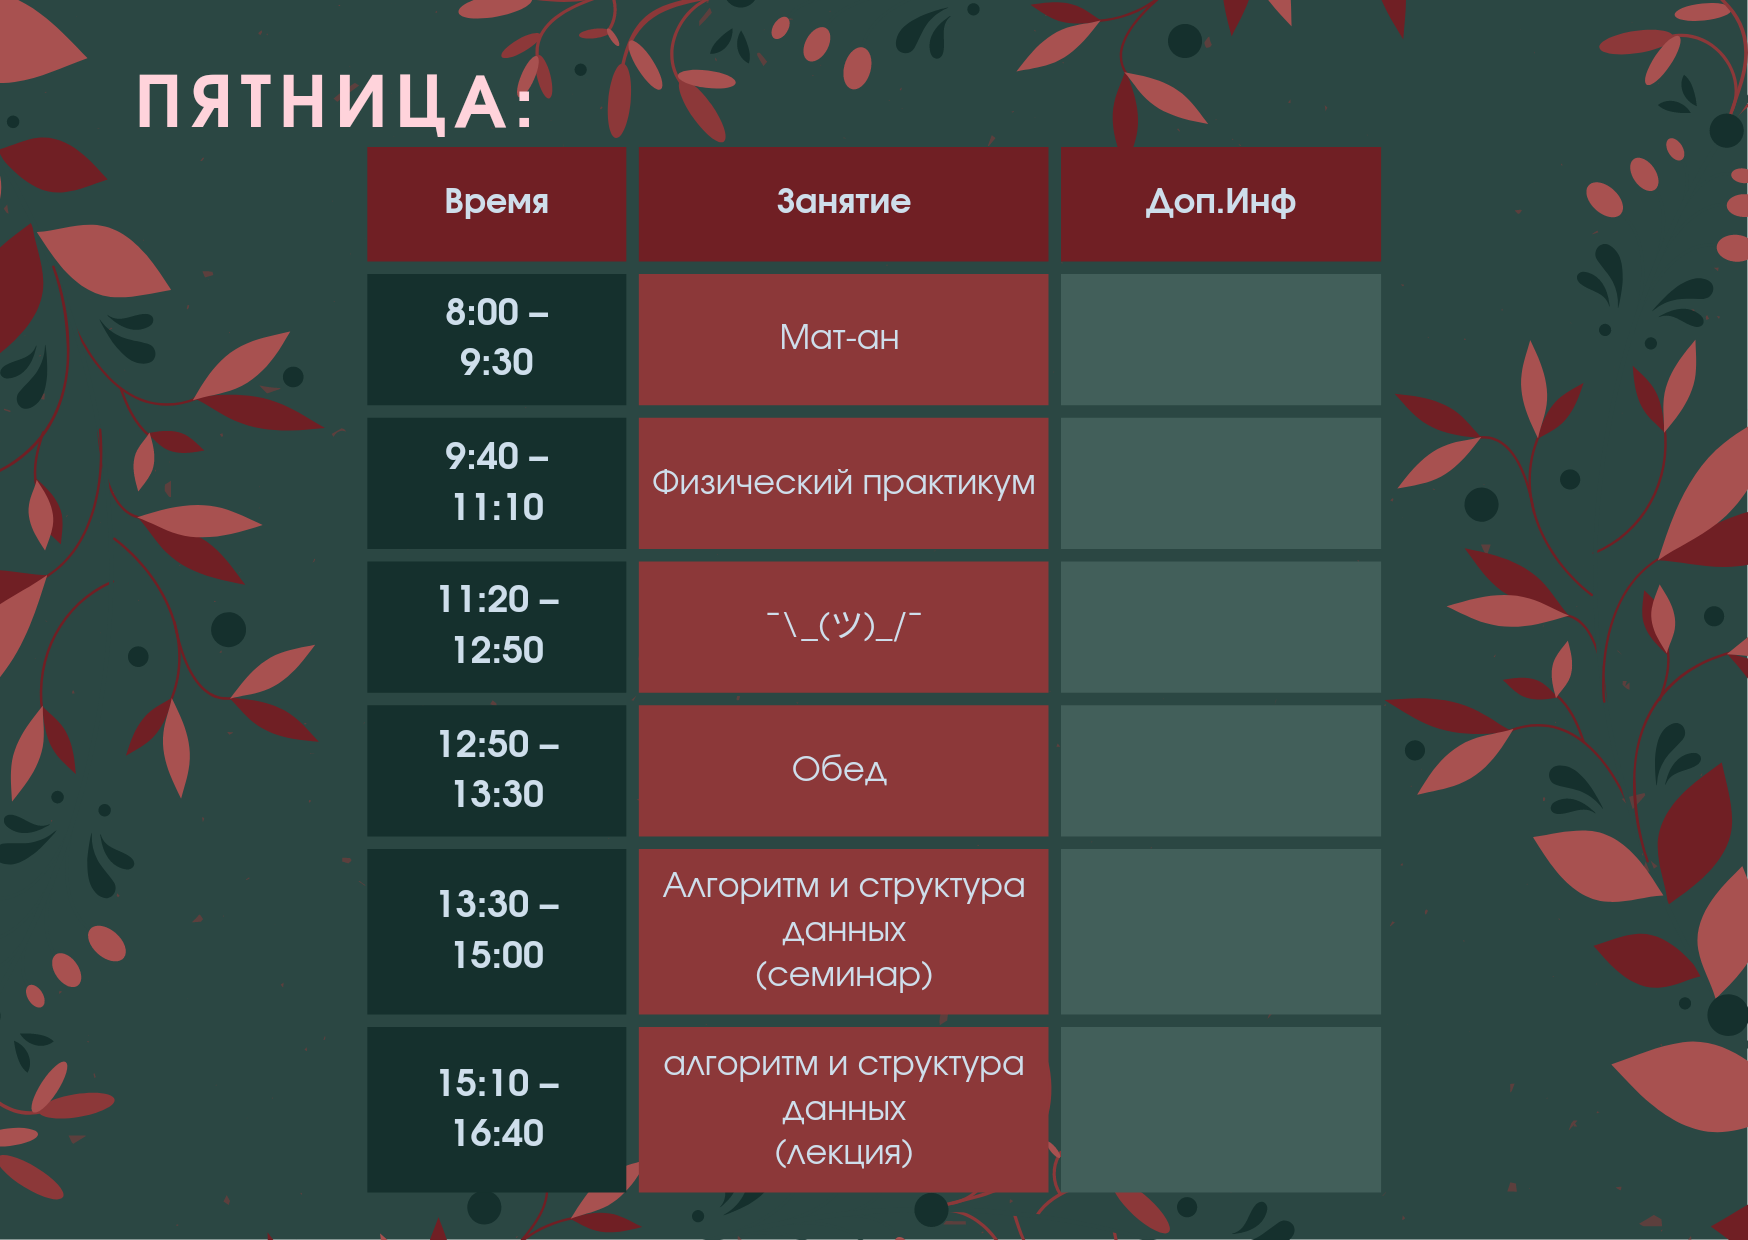 ПЯТНИЦА:
Время
Занятие
Доп.Инф
8:00 –
9:30
Мат-ан
9:40 –
11:10
Физический практикум
11:20 –
12:50
¯\_(ツ)_/¯
12:50 –
13:30
Обед
13:30 –
15:00
Алгоритм и структура
данных
(семинар)
15:10 –
16:40
алгоритм и структура
данных
(лекция)